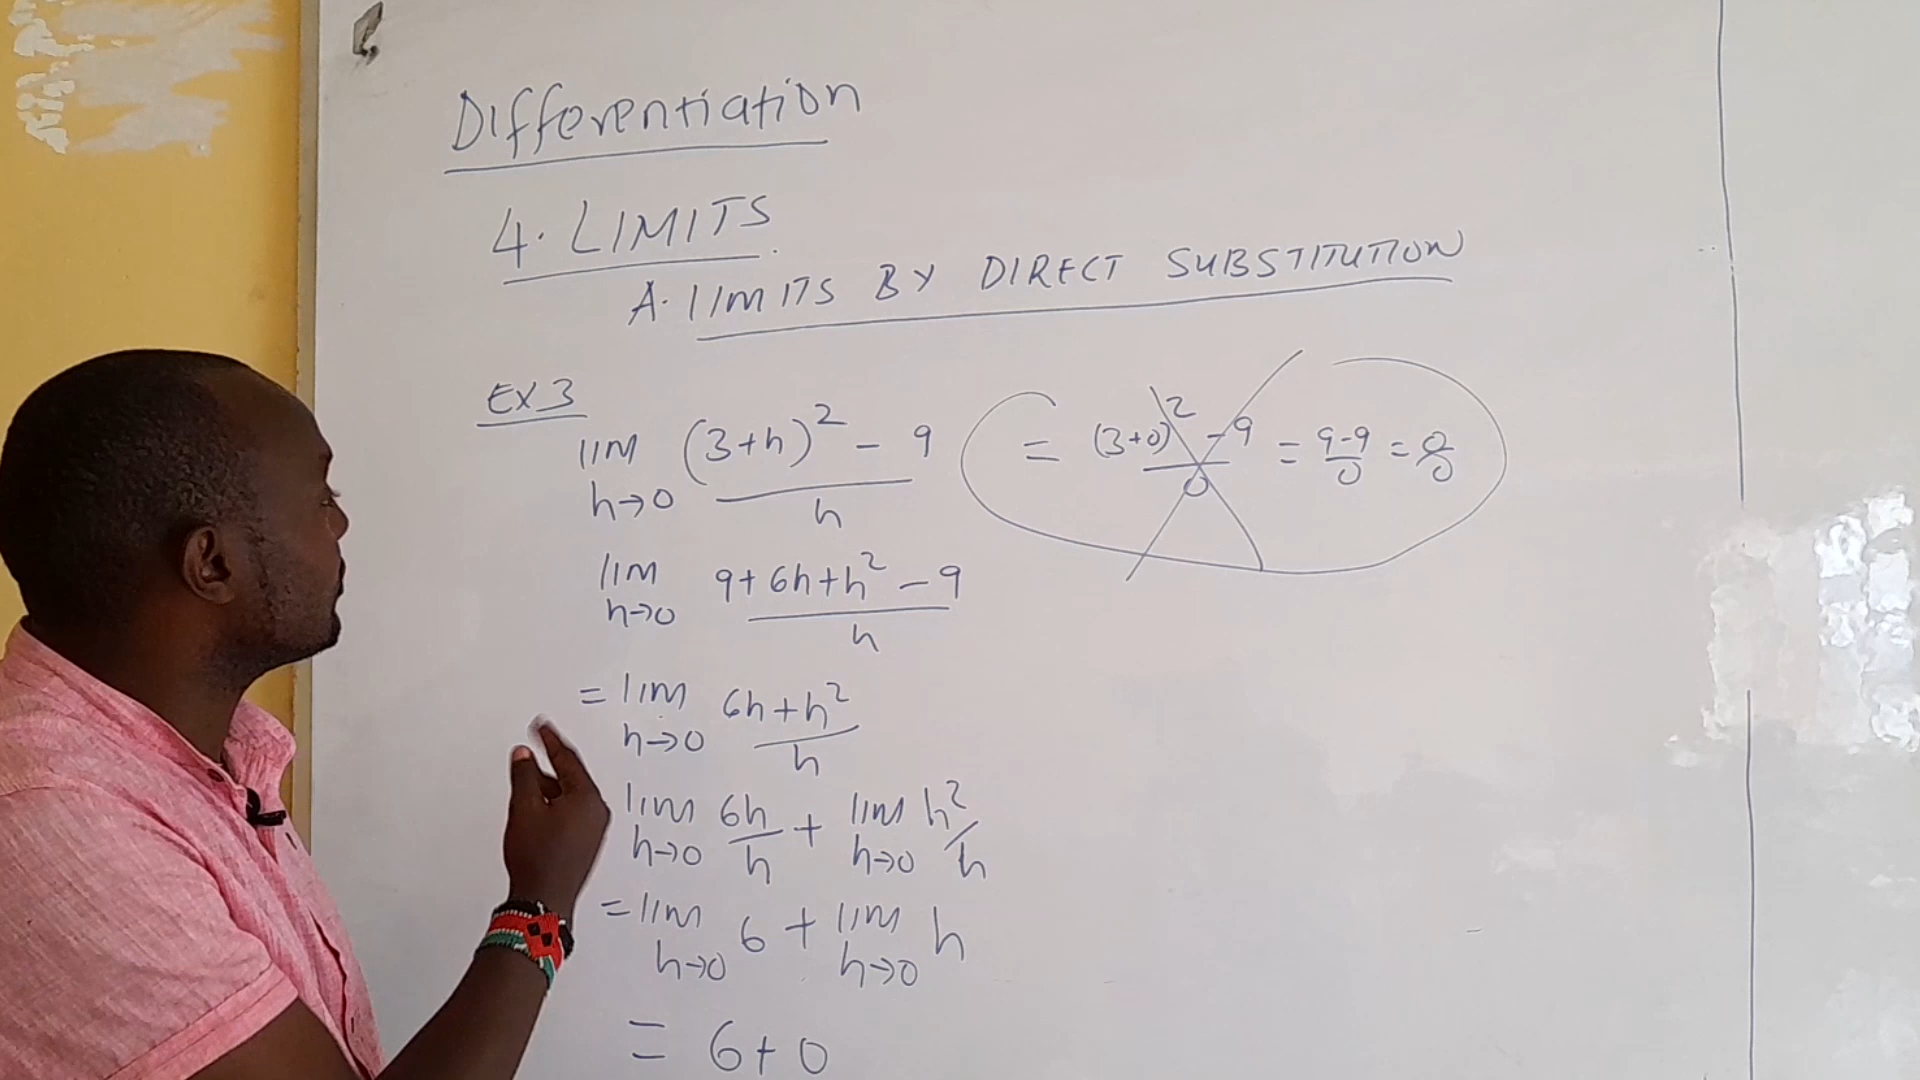 Differentiation
4. LIMITS
A. LIMITS BY DIRECT SUBSTITUTION
EX 3
lim h→0 (3+h)² - 9 / h = (3+0)² - 9 / 0 = 9-9 / 0 = 0/0
lim h→0 9+6h+h² - 9 / h
= lim h→0 6h+h² / h
lim h→0 6h/h + lim h→0 h²/h
= lim h→0 6 + lim h→0 h
= 6+0